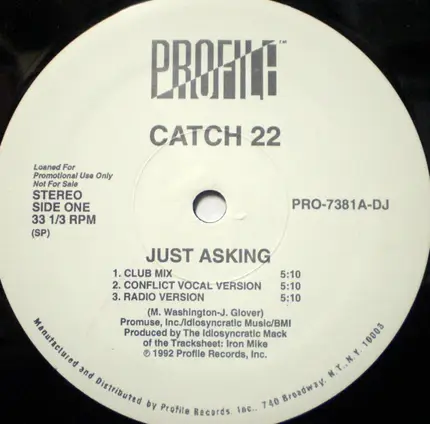 PROFILE™
CATCH 22
Loaned For
Promotional Use Only
Not For Sale
STEREO
SIDE ONE
33 1/3 RPM
(SP)
PRO-7381A-DJ
JUST ASKING
1. CLUB MIX 5:10
2. CONFLICT VOCAL VERSION 5:10
3. RADIO VERSION 5:10
(M. Washington-J. Glover)
Promuse, Inc./Idiosyncratic Music/BMI
Produced by The Idiosyncratic Mack
of the Tracksheet: Iron Mike
© 1992 Profile Records, Inc.
Manufactured and Distributed by Profile Records, Inc., 740 Broadway, N.Y., N.Y. 10003